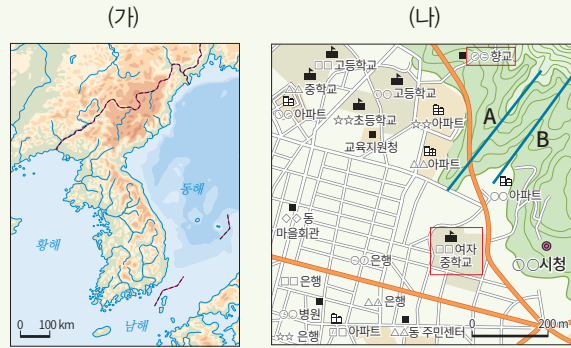 (가)
(나)
동해
황해
남해
0 100 km
○○향교
□□고등학교
△△중학교
○○고등학교
○○아파트
☆☆초등학교
☆☆아파트
교육지원청
△△아파트
A
B
○○아파트
◇◇동
마을회관
□□여자
중학교
○○시청
○○은행
□□은행
△△은행
○○병원
☆☆은행
□□아파트
△△동 주민센터
0 200 m